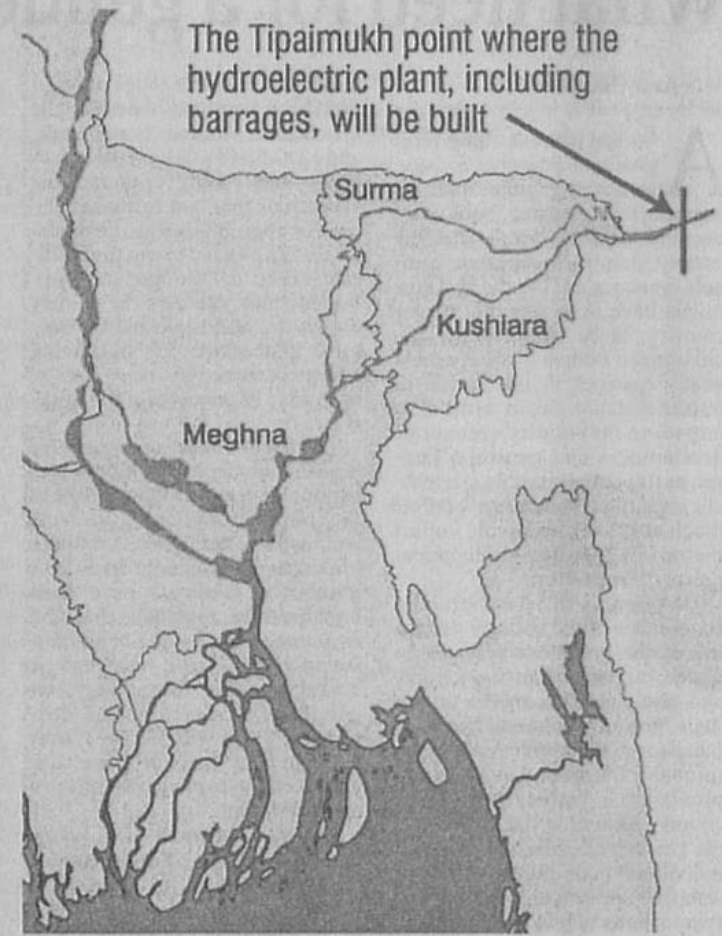 The Tipaimukh point where the
hydroelectric plant, including
barrages, will be built
Surma
Kushiara
Meghna